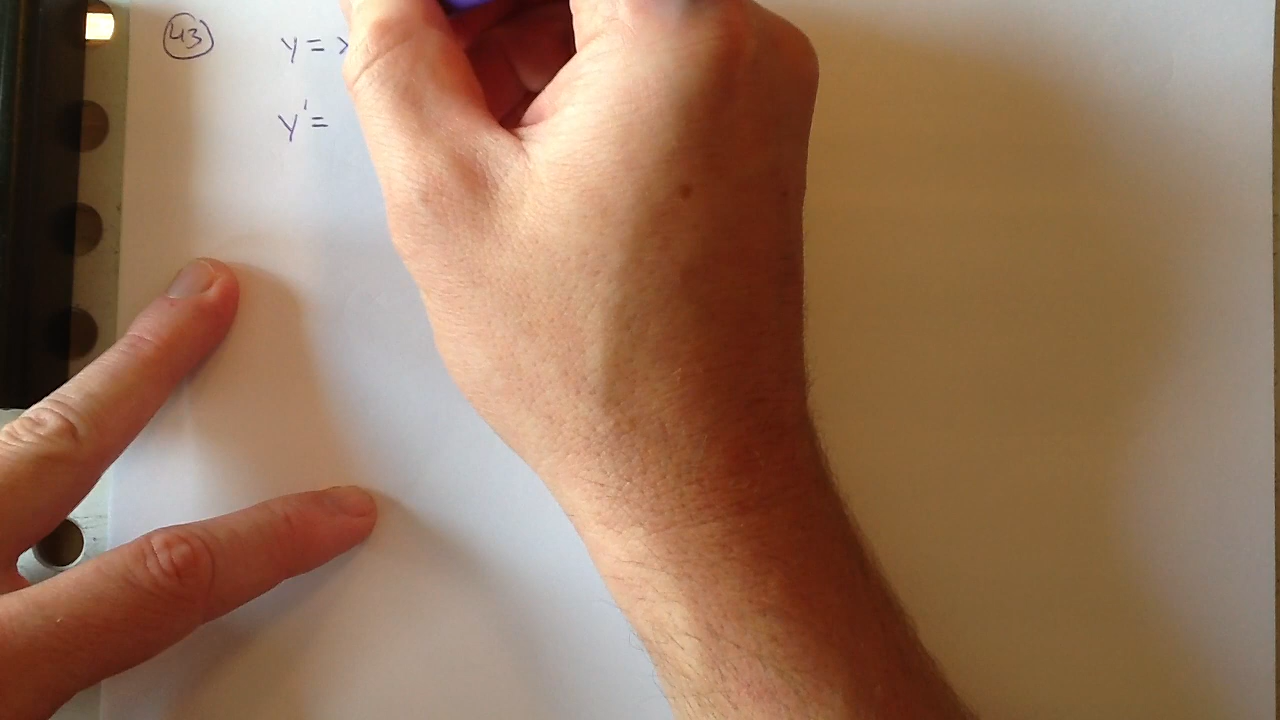 43 y = x
y' =